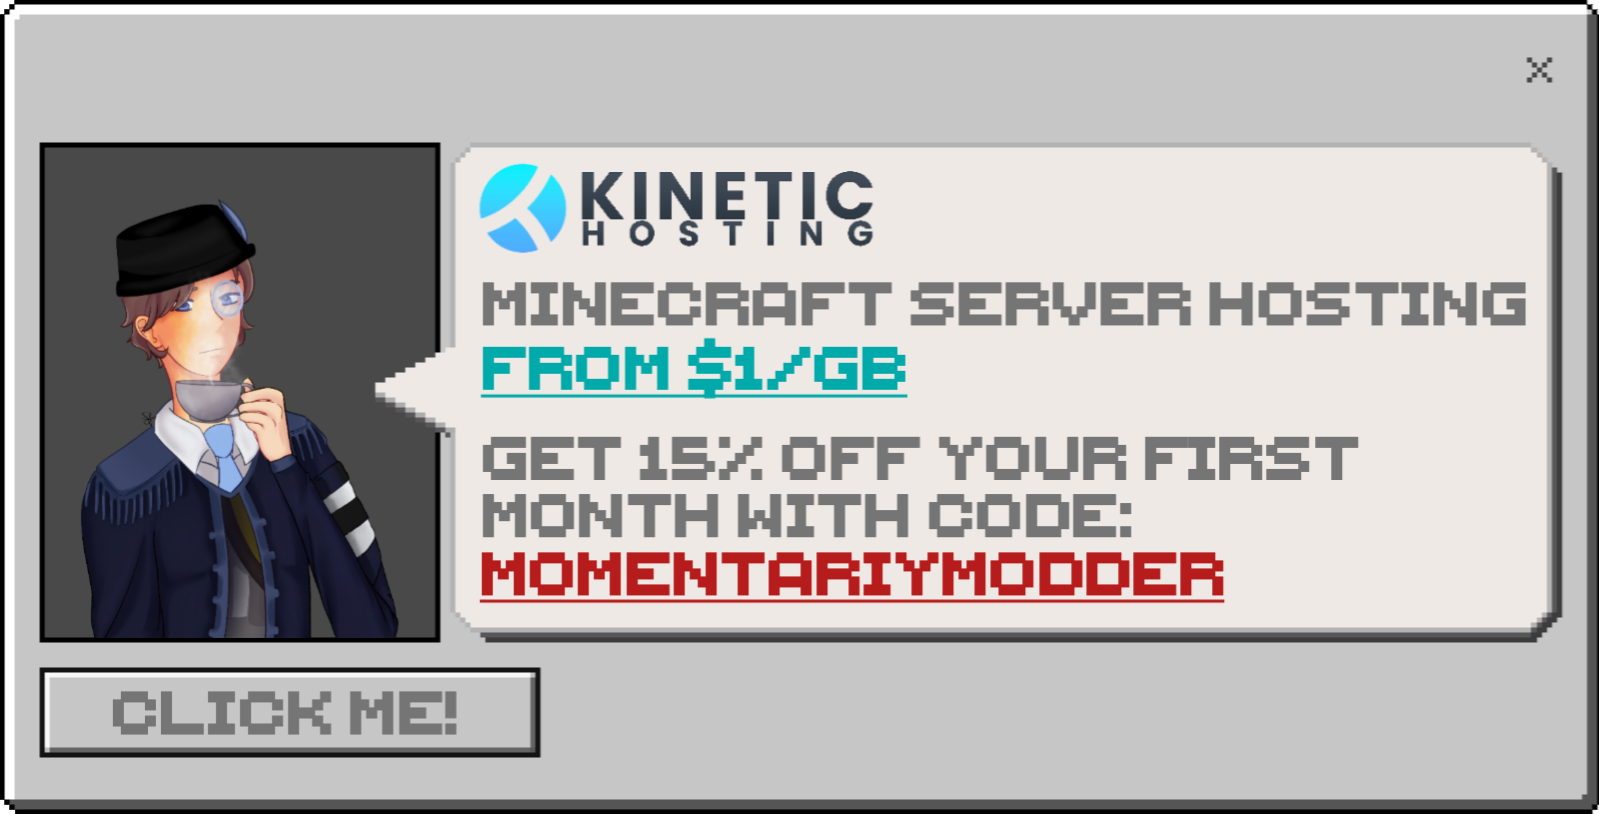 KINETIC
HOSTING
MINECRAFT SERVER HOSTING
FROM $1/GB
GET 15% OFF YOUR FIRST
MONTH WITH CODE:
MOMENTARIYMODDER
CLICK ME!